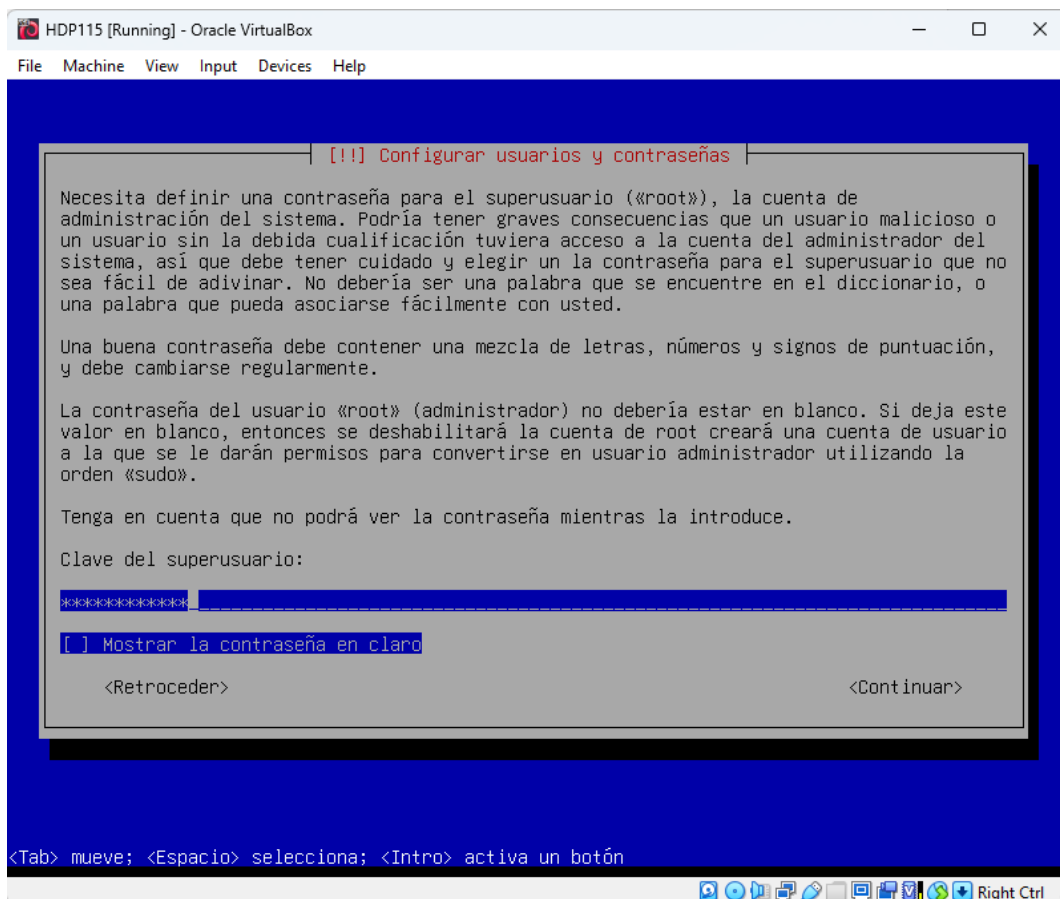 HDP115 [Running] - Oracle VirtualBox
File Machine View Input Devices Help
[!!] Configurar usuarios y contraseñas
Necesita definir una contraseña para el superusuario («root»), la cuenta de
administración del sistema. Podría tener graves consecuencias que un usuario malicioso o
un usuario sin la debida cualificación tuviera acceso a la cuenta del administrador del
sistema, así que debe tener cuidado y elegir un la contraseña para el superusuario que no
sea fácil de adivinar. No debería ser una palabra que se encuentre en el diccionario, o
una palabra que pueda asociarse fácilmente con usted.
Una buena contraseña debe contener una mezcla de letras, números y signos de puntuación,
y debe cambiarse regularmente.
La contraseña del usuario «root» (administrador) no debería estar en blanco. Si deja este
valor en blanco, entonces se deshabilitará la cuenta de root creará una cuenta de usuario
a la que se le darán permisos para convertirse en usuario administrador utilizando la
orden «sudo».
Tenga en cuenta que no podrá ver la contraseña mientras la introduce.
Clave del superusuario:
************
[ ] Mostrar la contraseña en claro
<Retroceder> <Continuar>
<Tab> mueve; <Espacio> selecciona; <Intro> activa un botón
Right Ctrl